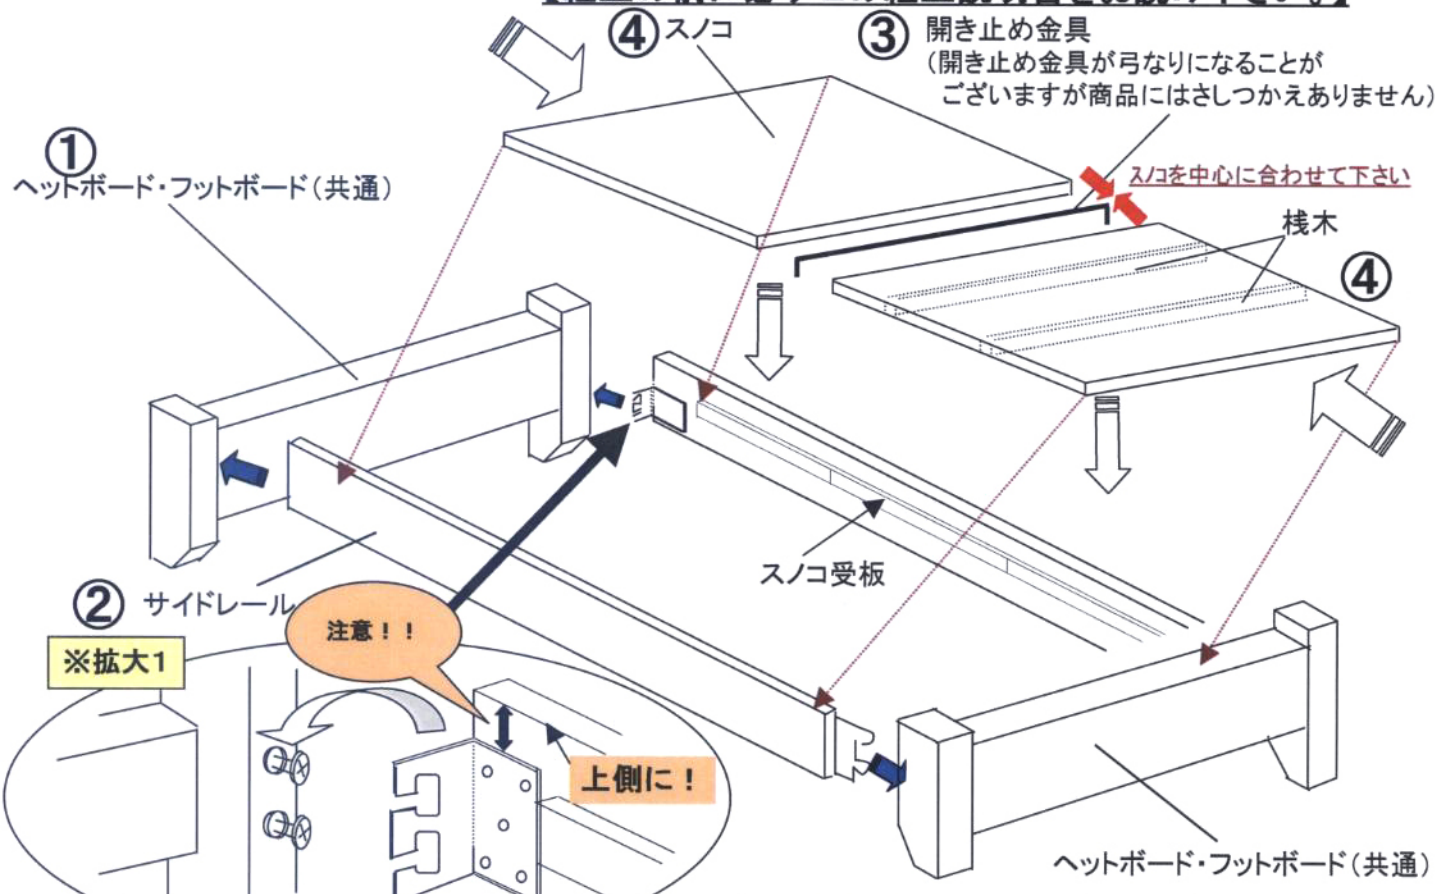 ④スノコ
③ 開き止め金具
(開き止め金具が弓なりになることが
ございますが商品にはさしつかえありません)
①
ヘットボード・フットボード(共通)
スノコを中心に合わせて下さい
桟木
④
スノコ受板
② サイドレール
注意!!
※拡大1
上側に!
ヘットボード・フットボード(共通)